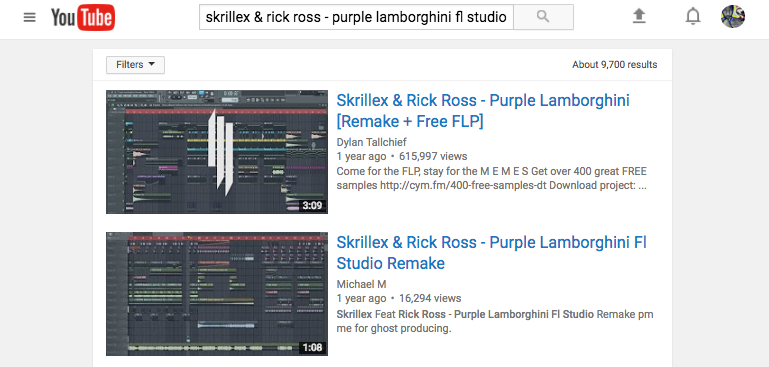 YouTube
skrillex & rick ross - purple lamborghini fl studio
Filters
About 9,700 results
Skrillex & Rick Ross - Purple Lamborghini
[Remake + Free FLP]
Dylan Tallchief
1 year ago • 615,997 views
Come for the FLP, stay for the M E M E S Get over 400 great FREE
samples http://cym.fm/400-free-samples-dt Download project: ...
3:09
Skrillex & Rick Ross - Purple Lamborghini Fl
Studio Remake
Michael M
1 year ago • 16,294 views
Skrillex Feat Rick Ross - Purple Lamborghini Fl Studio Remake pm
me for ghost producing.
1:08